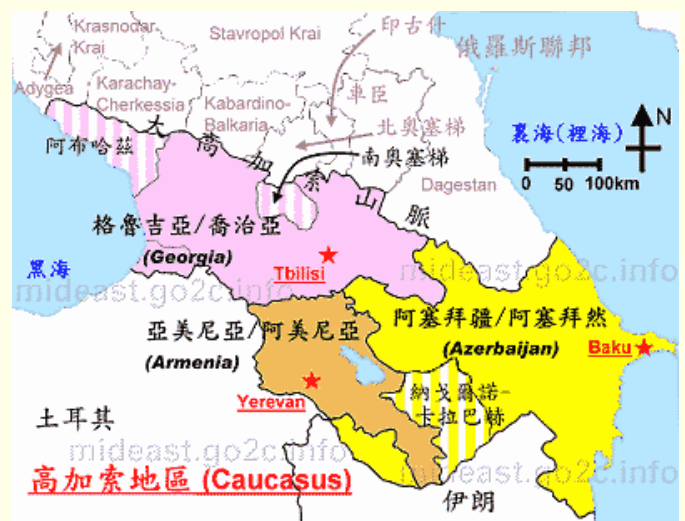 Krasnodar
Krai
Stavropol Krai
印古什
俄羅斯聯邦
Adygea
Karachay-
Cherkessia
Kabardino-
Balkaria
車臣
北奧塞梯
南奧塞梯
大高加索山脈
阿布哈茲
Dagestan
裏海(裡海)
N
0 50 100km
格魯吉亞/喬治亞
(Georgia)
Tbilisi
黑海
mideast.go2c.info
mideast.go2c.info
亞美尼亞/阿美尼亞
(Armenia)
Yerevan
阿塞拜疆/阿塞拜然
(Azerbaijan)
Baku
納戈爾諾-
卡拉巴赫
土耳其
mideast.go2c.info
mideast.go2c.info
高加索地區 (Caucasus)
伊朗